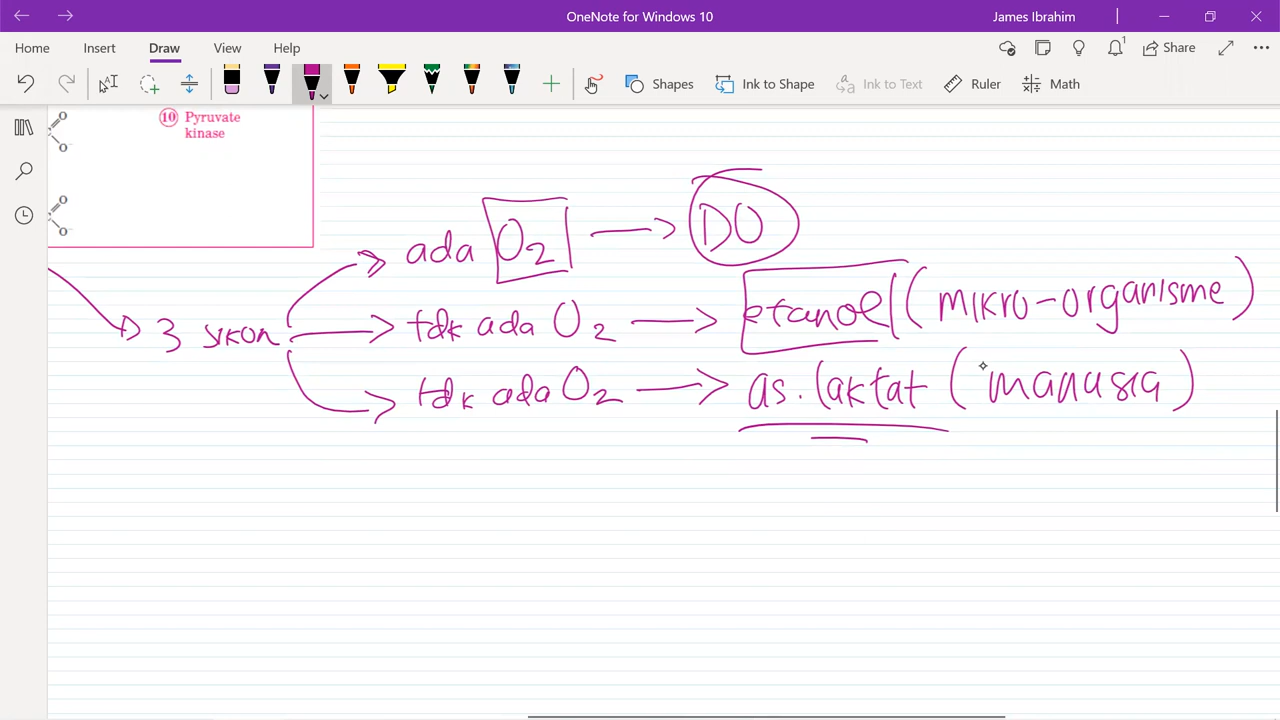 OneNote for Windows 10
James Ibrahim
Home Insert Draw View Help
1 Share
Shapes Ink to Shape Ink to Text Ruler Math
10 Pyruvate
kinase
O
O
O
O
ada O2 → DO
3 sken
tdk ada O2 → etanol (mikro-organisme)
tdk ada O2 → as. laktat (manusia)